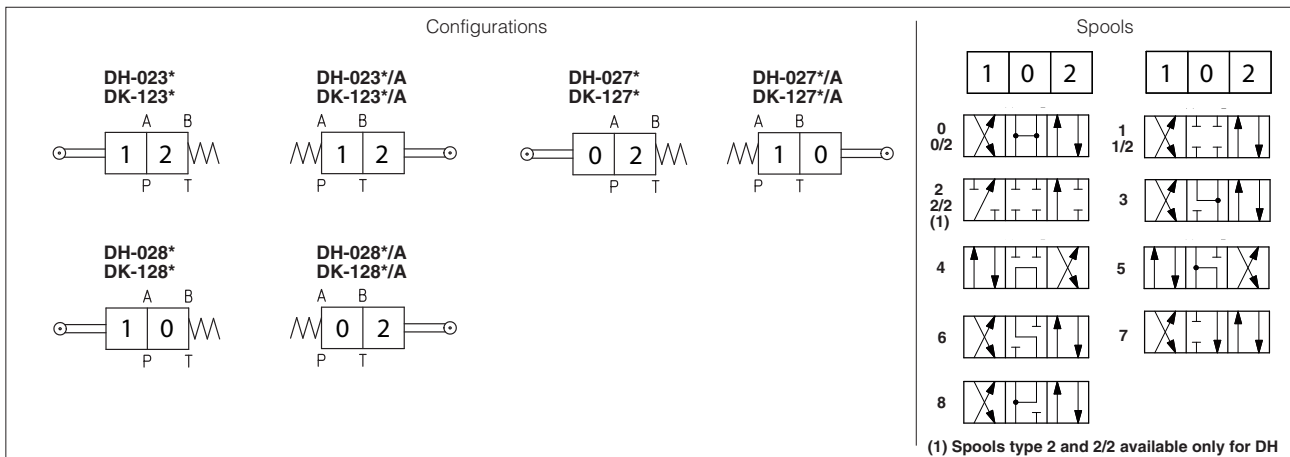 Configurations
Spools
DH-023*
DK-123*
DH-023*/A
DK-123*/A
DH-027*
DK-127*
DH-027*/A
DK-127*/A
A B
1 2
P T
A B
1 2
P T
A B
0 2
P T
A B
1 0
P T
DH-028*
DK-128*
DH-028*/A
DK-128*/A
A B
1 0
P T
A B
0 2
P T
1 0 2
1 0 2
0
0/2
1
1/2
2
2/2
(1)
3
4
5
6
7
8
(1) Spools type 2 and 2/2 available only for DH